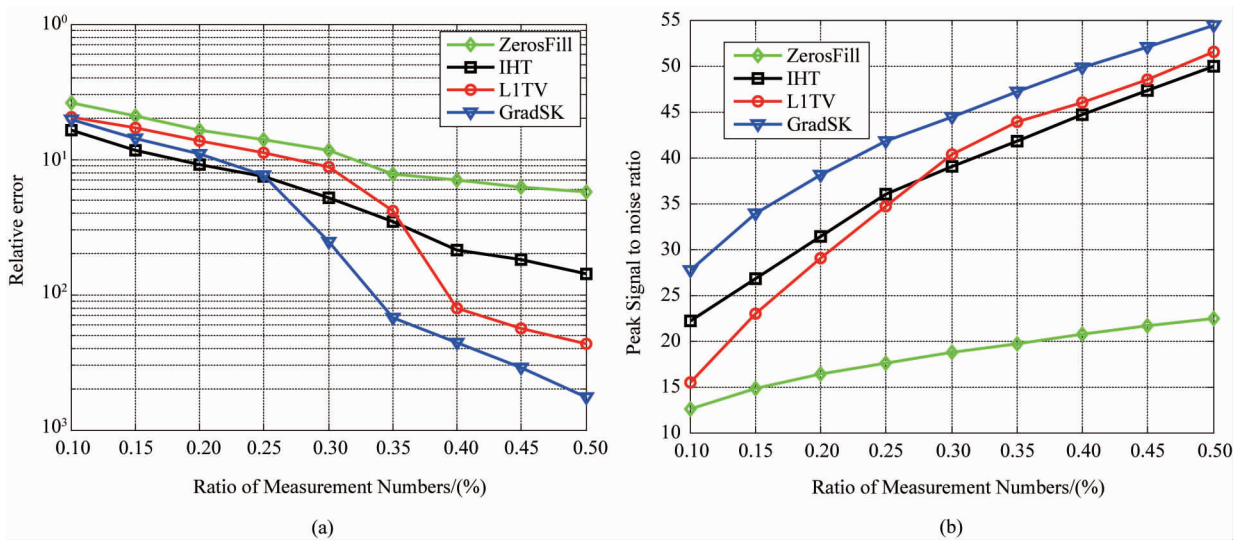 10⁰
10¹
10²
10³
Relative error
ZerosFill
IHT
L1TV
GradSK
0.10 0.15 0.20 0.25 0.30 0.35 0.40 0.45 0.50
Ratio of Measurement Numbers/(%)
(a)
55
50
45
40
35
30
25
20
15
10
Peak Signal to noise ratio
ZerosFill
IHT
L1TV
GradSK
0.10 0.15 0.20 0.25 0.30 0.35 0.40 0.45 0.50
Ratio of Measurement Numbers/(%)
(b)